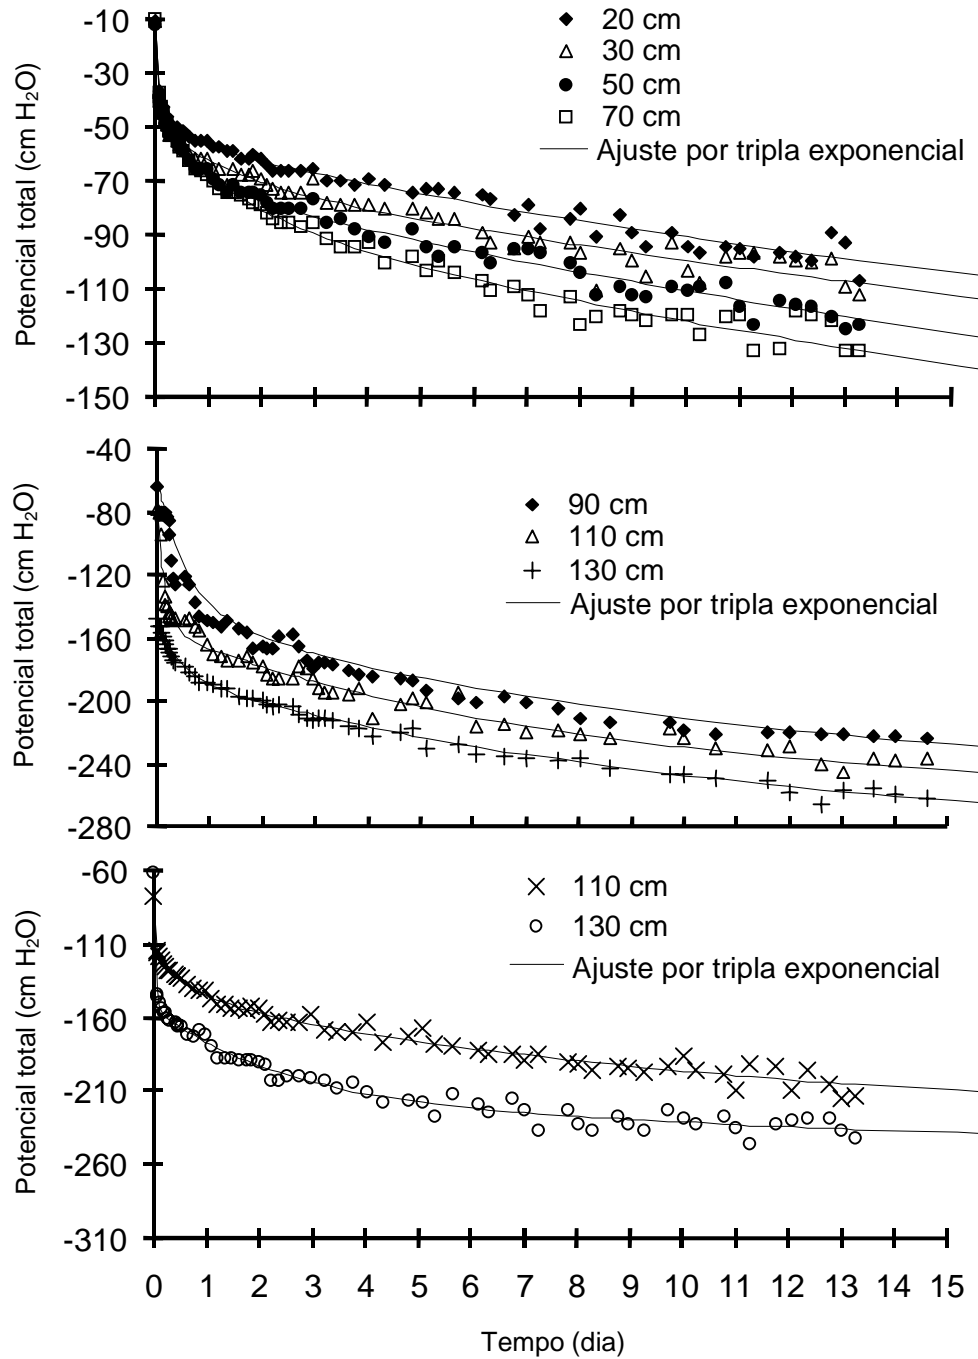 -10
-30
-50
-70
-90
-110
-130
-150
Potencial total (cm H₂O)
20 cm
30 cm
50 cm
70 cm
Ajuste por tripla exponencial
-40
-80
-120
-160
-200
-240
-280
Potencial total (cm H₂O)
90 cm
110 cm
130 cm
Ajuste por tripla exponencial
-60
-110
-160
-210
-260
-310
Potencial total (cm H₂O)
110 cm
130 cm
Ajuste por tripla exponencial
0 1 2 3 4 5 6 7 8 9 10 11 12 13 14 15
Tempo (dia)